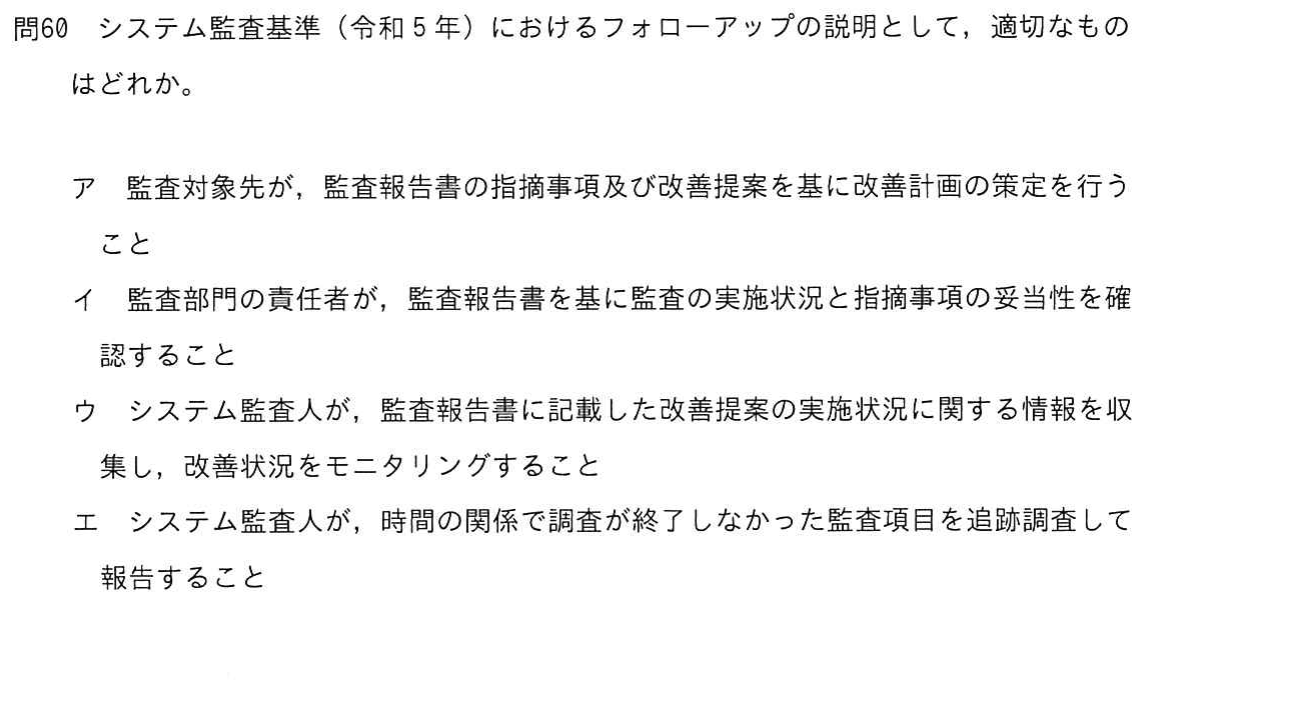 問60　システム監査基準（令和５年）におけるフォローアップの説明として，適切なもの
はどれか。
ア　監査対象先が，監査報告書の指摘事項及び改善提案を基に改善計画の策定を行う
こと
イ　監査部門の責任者が，監査報告書を基に監査の実施状況と指摘事項の妥当性を確
認すること
ウ　システム監査人が，監査報告書に記載した改善提案の実施状況に関する情報を収
集し，改善状況をモニタリングすること
エ　システム監査人が，時間の関係で調査が終了しなかった監査項目を追跡調査して
報告すること